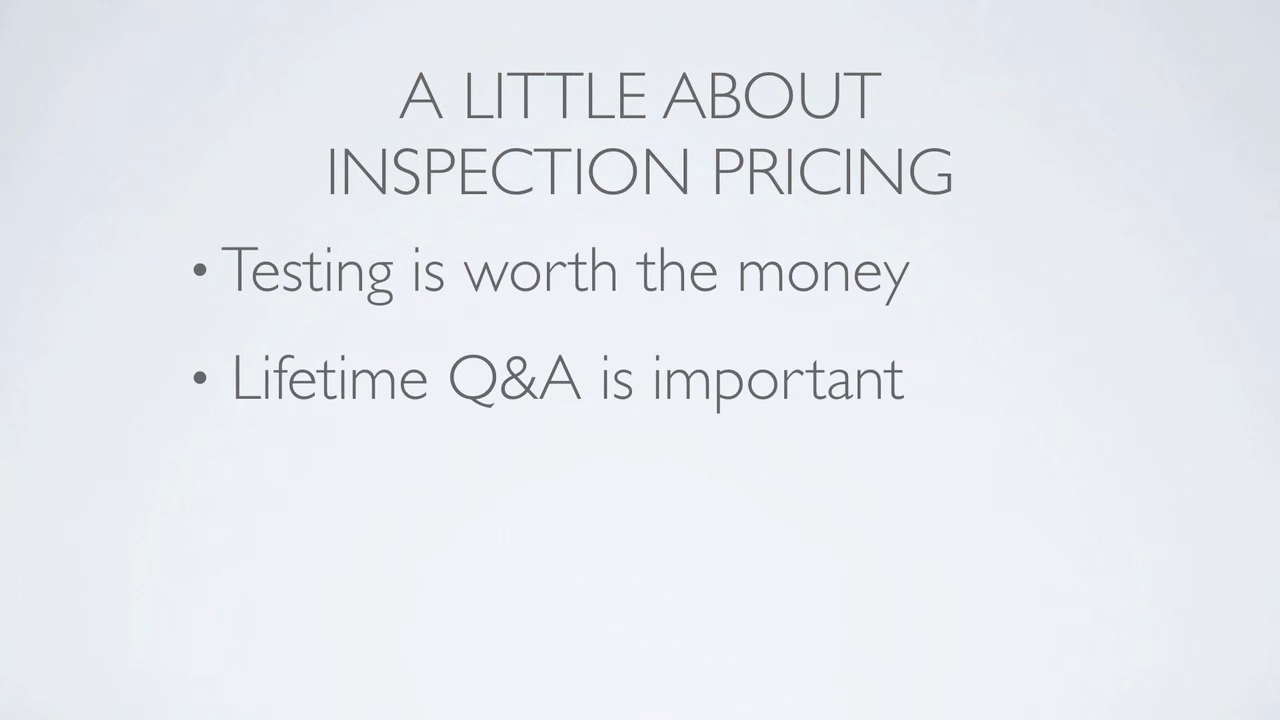 A LITTLE ABOUT
INSPECTION PRICING
• Testing is worth the money
• Lifetime Q&A is important